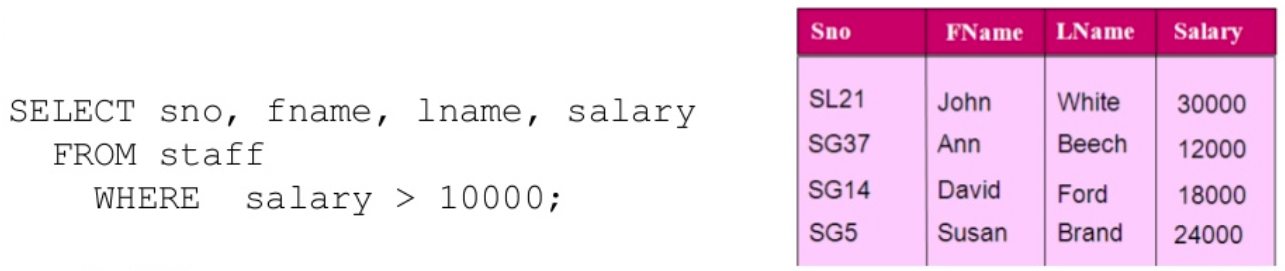 SELECT sno, fname, lname, salary
FROM staff
WHERE salary > 10000;
Sno FName LName Salary
SL21 John White 30000
SG37 Ann Beech 12000
SG14 David Ford 18000
SG5 Susan Brand 24000